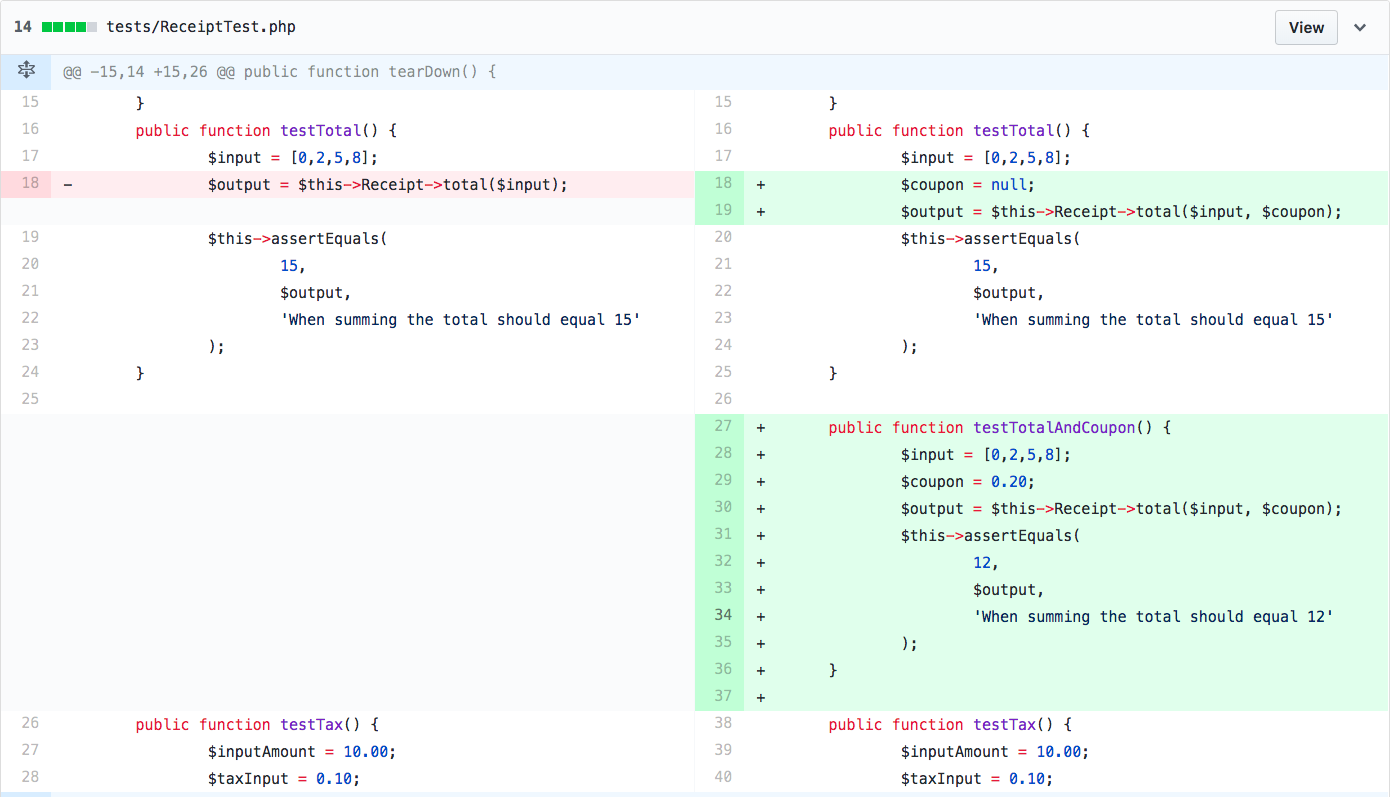 14 tests/ReceiptTest.php View
@@ -15,14 +15,26 @@ public function tearDown() {
15 } 15 }
16 public function testTotal() { 16 public function testTotal() {
17 $input = [0,2,5,8]; 17 $input = [0,2,5,8];
18 - $output = $this->Receipt->total($input); 18 + $coupon = null;
19 + $output = $this->Receipt->total($input, $coupon);
19 $this->assertEquals( 20 $this->assertEquals(
20 15, 21 15,
21 $output, 22 $output,
22 'When summing the total should equal 15' 23 'When summing the total should equal 15'
23 ); 24 );
24 } 25 }
25 26
27 + public function testTotalAndCoupon() {
28 + $input = [0,2,5,8];
29 + $coupon = 0.20;
30 + $output = $this->Receipt->total($input, $coupon);
31 + $this->assertEquals(
32 + 12,
33 + $output,
34 + 'When summing the total should equal 12'
35 + );
36 + }
37 +
26 public function testTax() { 38 public function testTax() {
27 $inputAmount = 10.00; 39 $inputAmount = 10.00;
28 $taxInput = 0.10; 40 $taxInput = 0.10;